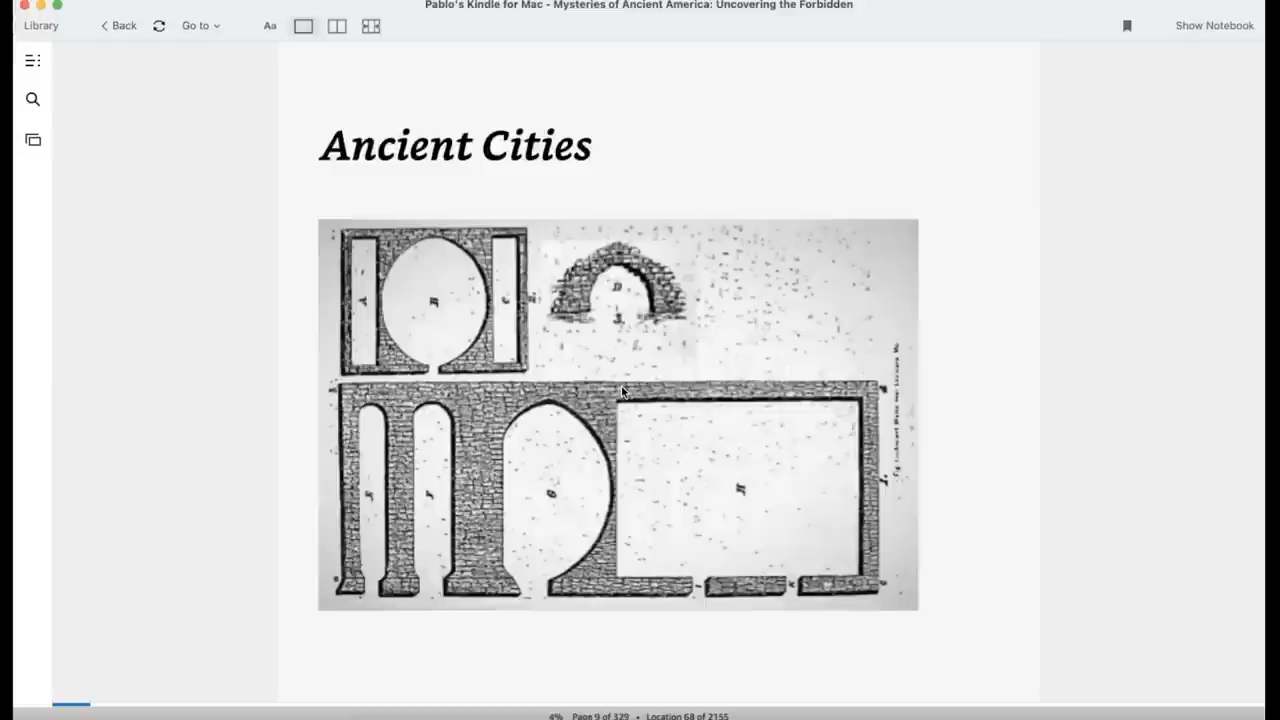 Pablo's Kindle for Mac - Mysteries of Ancient America: Uncovering the Forbidden
Library
Back
Go to
Aa
Show Notebook
Ancient Cities
A
B
C
D
E
F
G
H
4% Page 9 of 329 • Location 68 of 2155